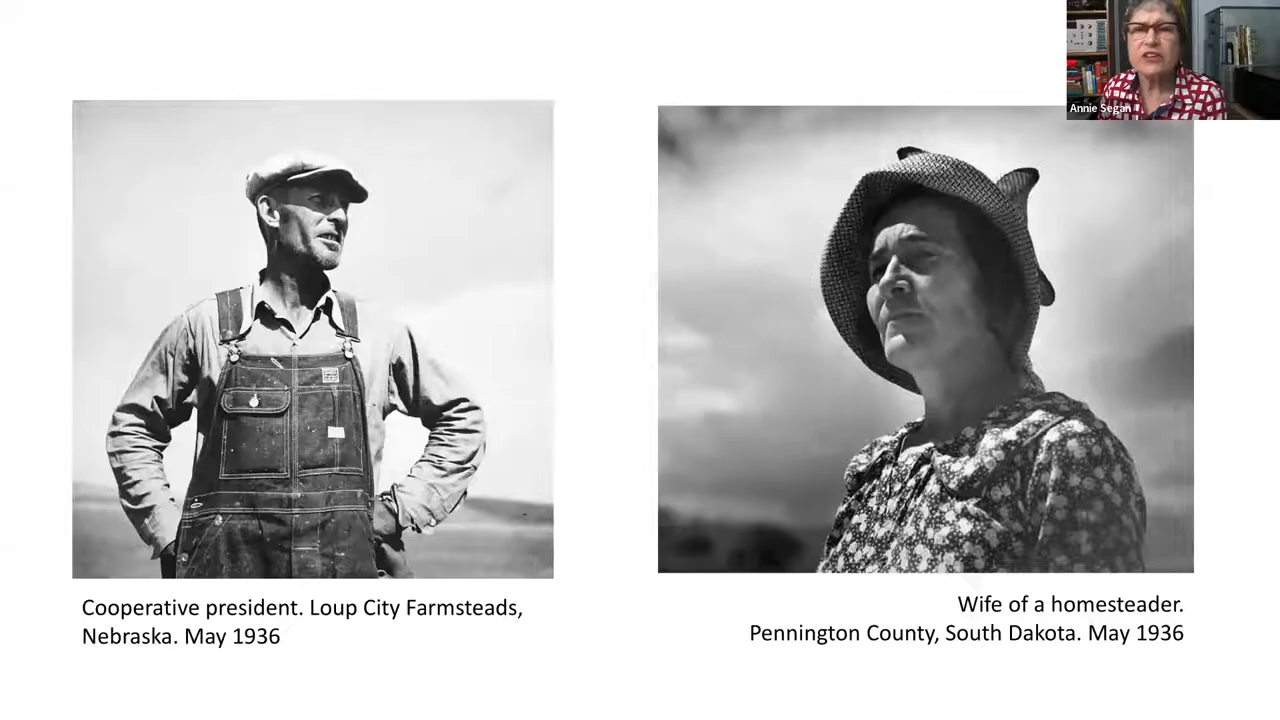 Annie Segan
Cooperative president. Loup City Farmsteads,
Nebraska. May 1936
Wife of a homesteader.
Pennington County, South Dakota. May 1936